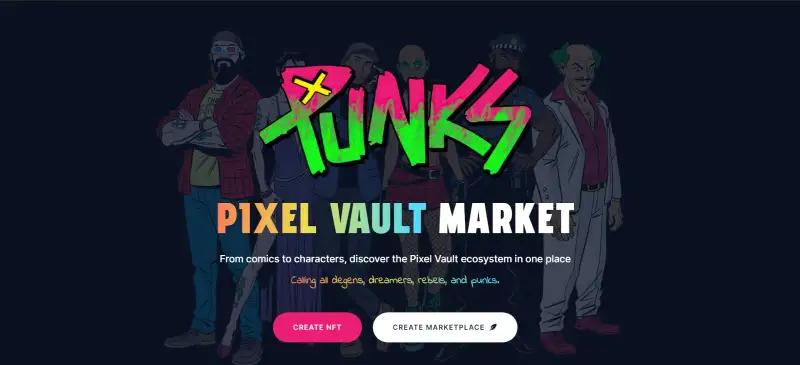 PUNKS
P1XEL VAULT MARKET
From comics to characters, discover the Pixel Vault ecosystem in one place
Calling all degens, dreamers, rebels, and punks.
CREATE NFT
CREATE MARKETPLACE